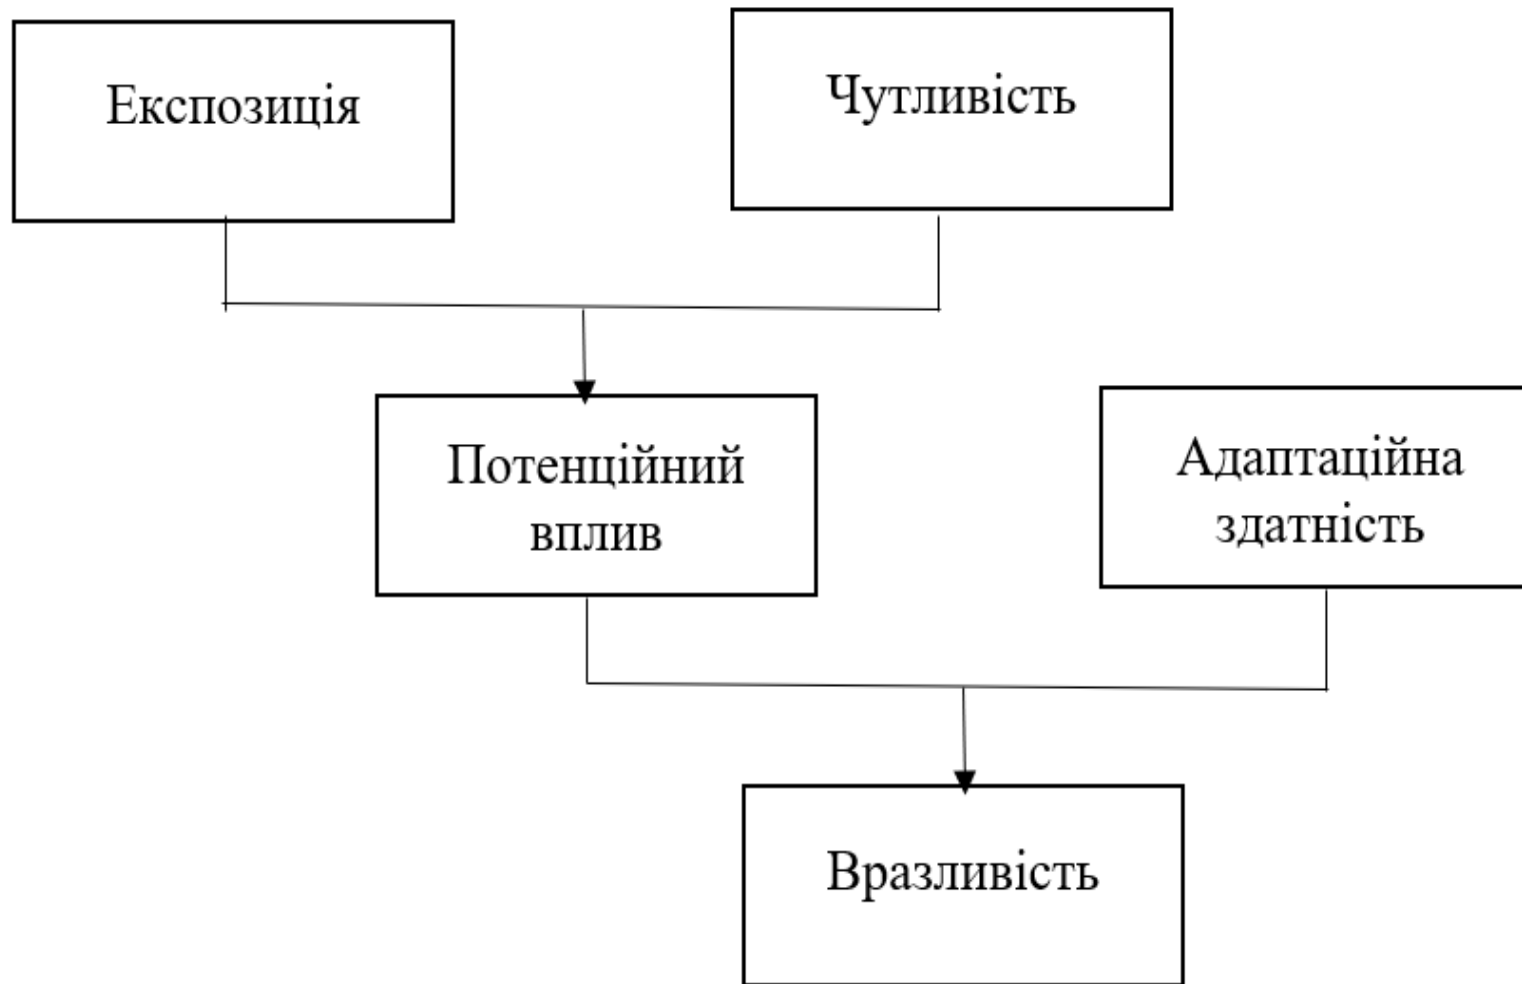 Експозиція
Чутливість
Потенційний
вплив
Адаптаційна
здатність
Вразливість